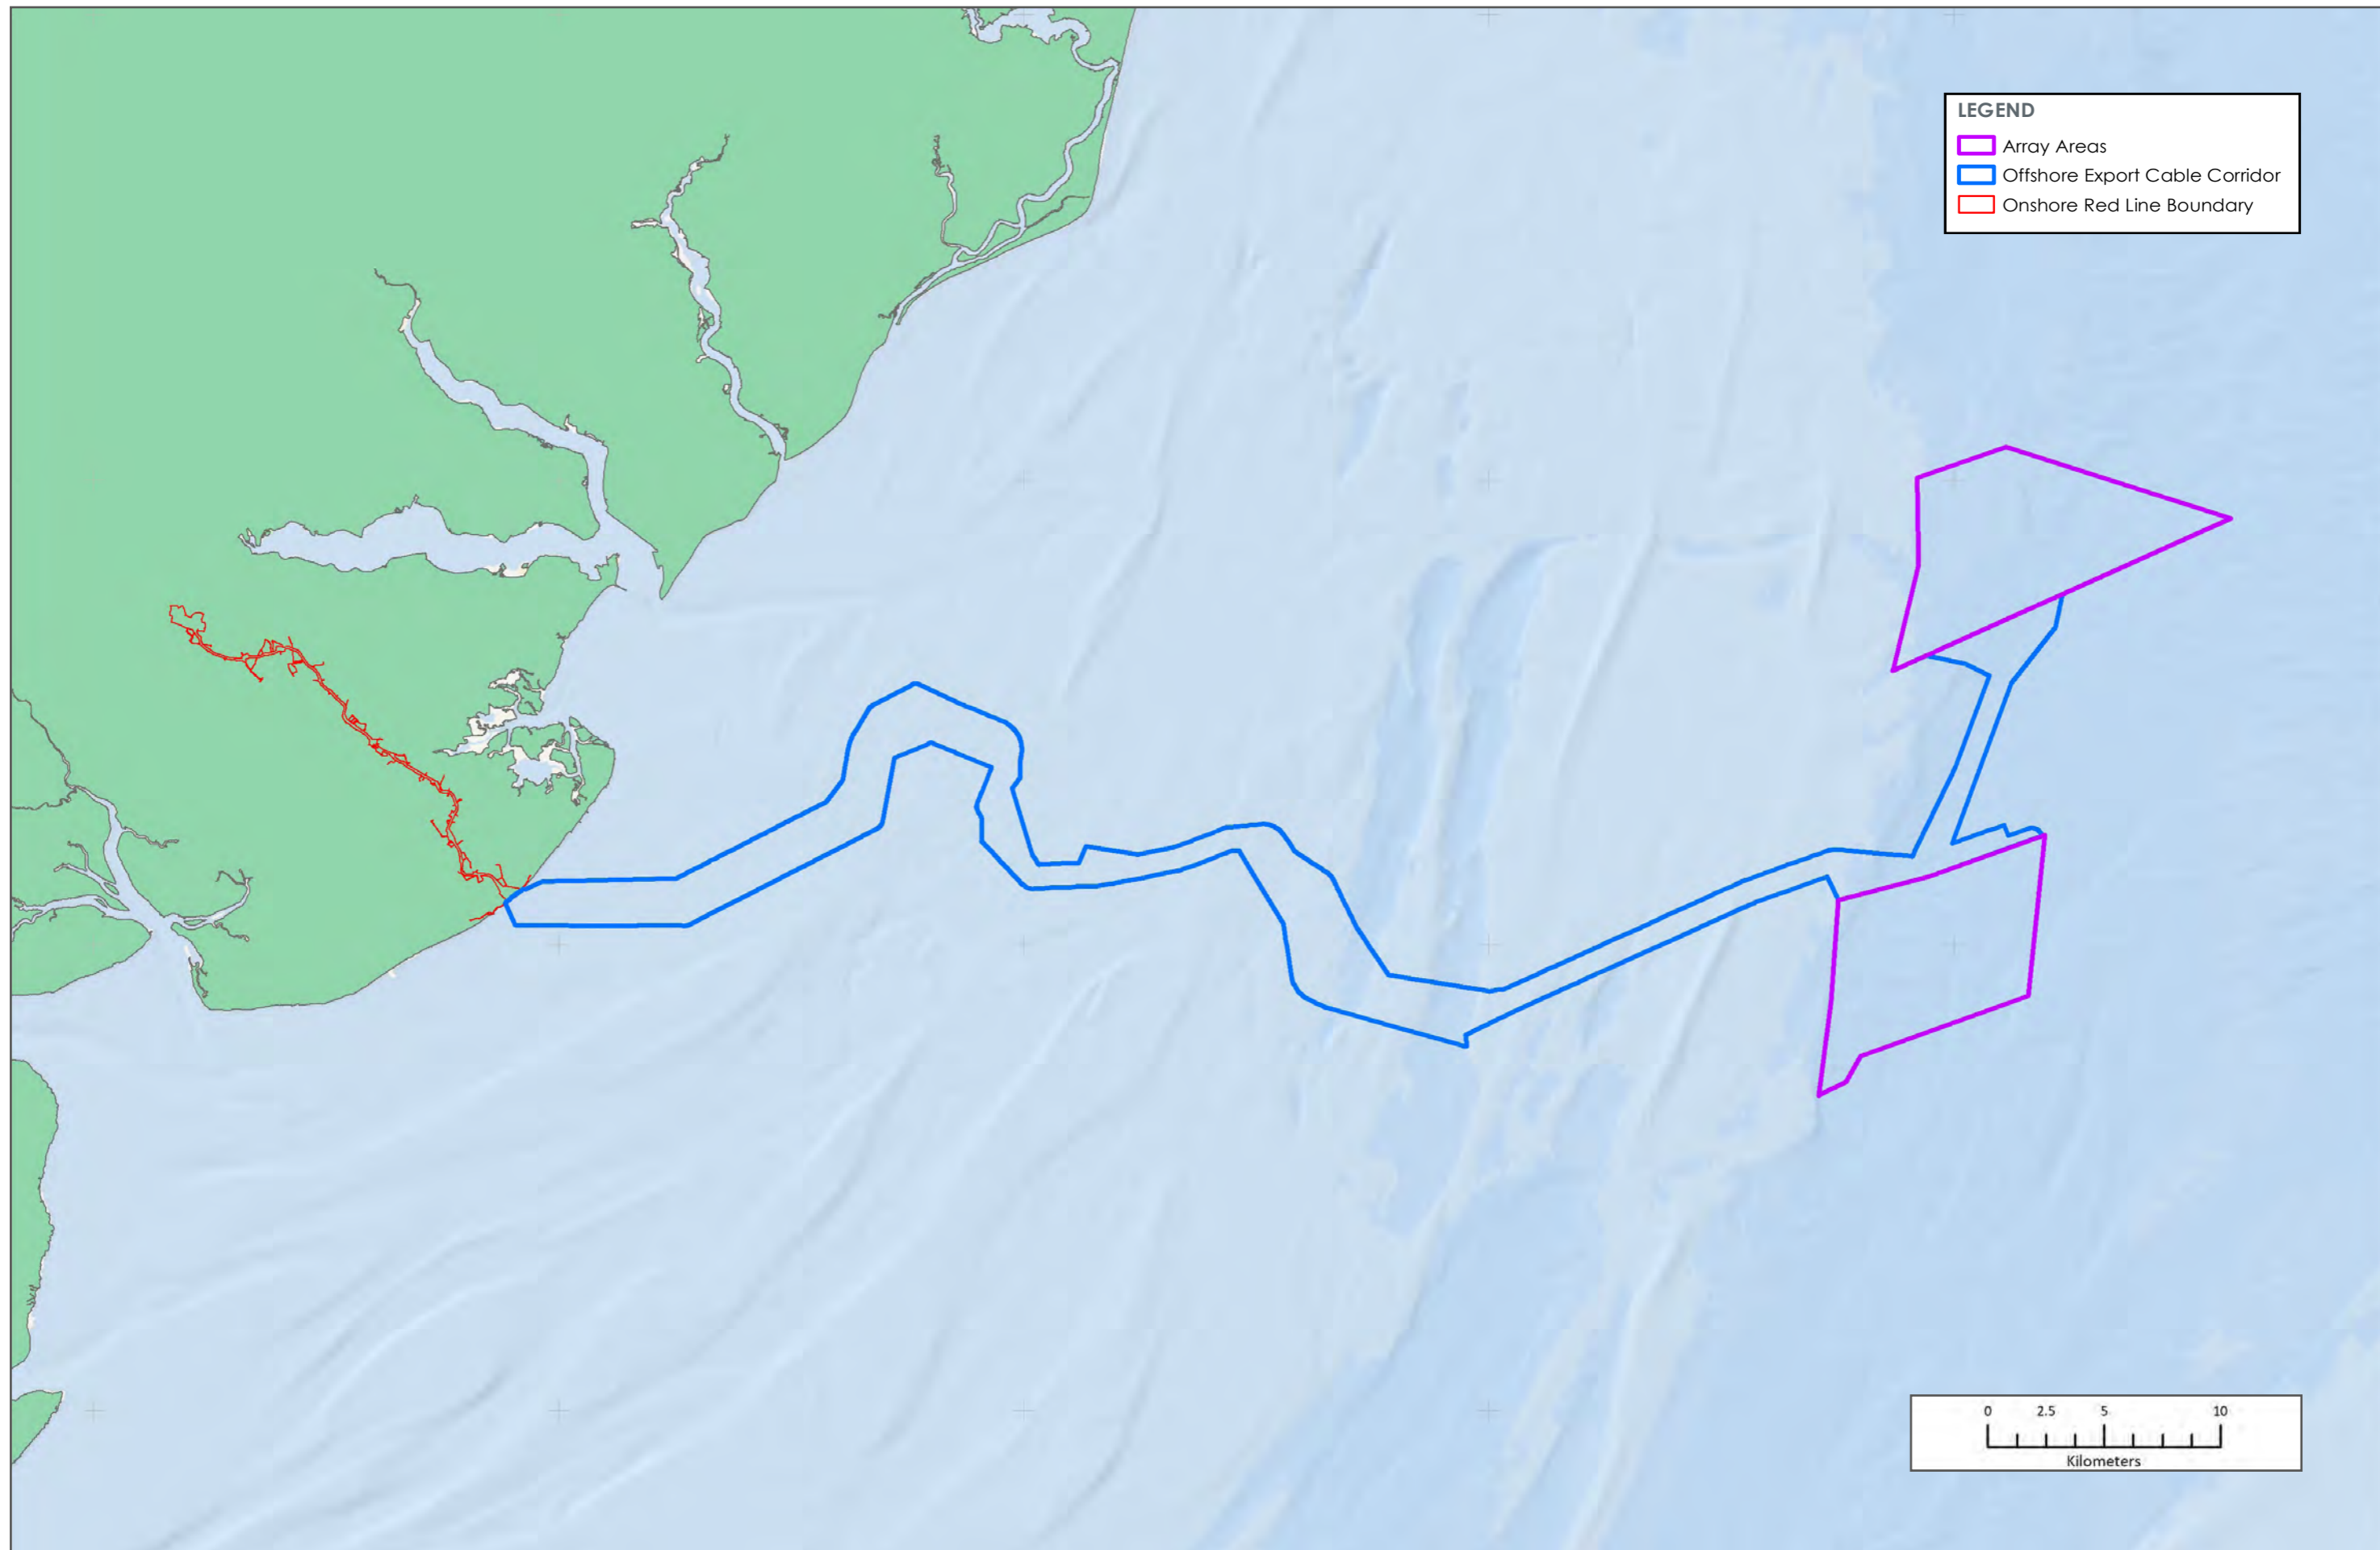 LEGEND
Array Areas
Offshore Export Cable Corridor
Onshore Red Line Boundary
0 2.5 5 10
Kilometers